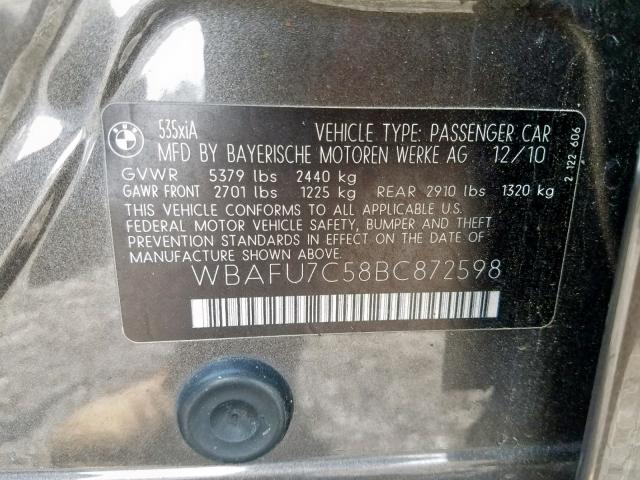 BMW
535xiA VEHICLE TYPE: PASSENGER CAR
MFD BY BAYERISCHE MOTOREN WERKE AG 12/10
GVWR 5379 lbs 2440 kg
GAWR FRONT 2701 lbs 1225 kg REAR 2910 lbs 1320 kg
THIS VEHICLE CONFORMS TO ALL APPLICABLE U.S.
FEDERAL MOTOR VEHICLE SAFETY, BUMPER AND THEFT
PREVENTION STANDARDS IN EFFECT ON THE DATE OF
MANUFACTURE SHOWN ABOVE.
WBAFU7C58BC872598
2 122 606